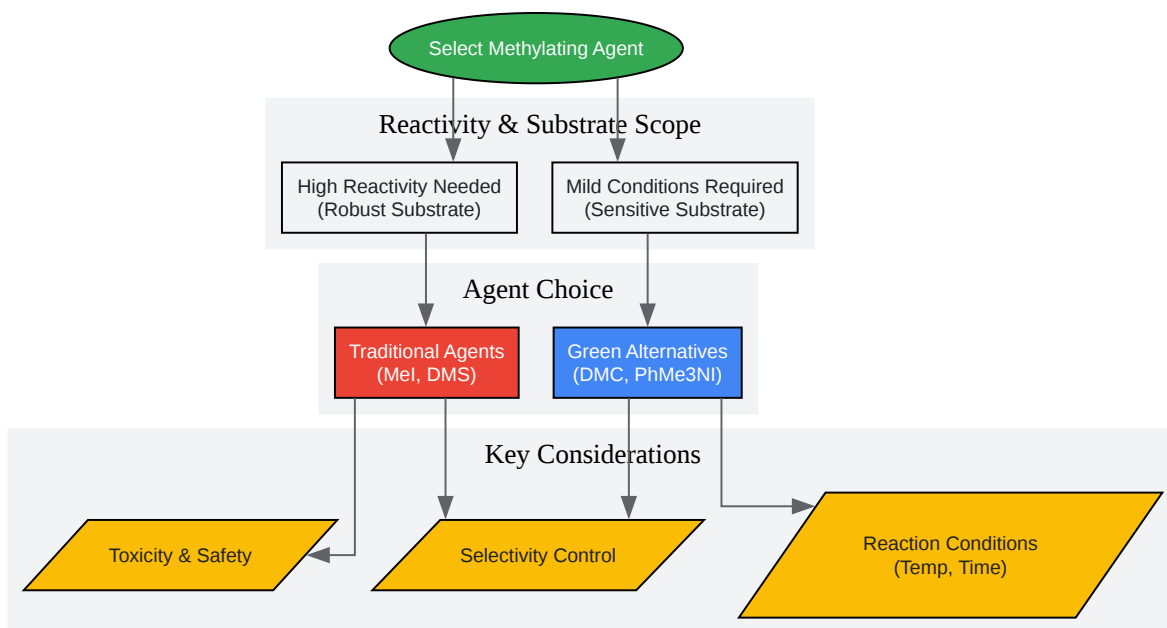 Select Methylating Agent
Reactivity & Substrate Scope
High Reactivity Needed
(Robust Substrate)
Mild Conditions Required
(Sensitive Substrate)
Agent Choice
Traditional Agents
(MeI, DMS)
Green Alternatives
(DMC, PhMe3NI)
Key Considerations
Toxicity & Safety
Selectivity Control
Reaction Conditions
(Temp, Time)